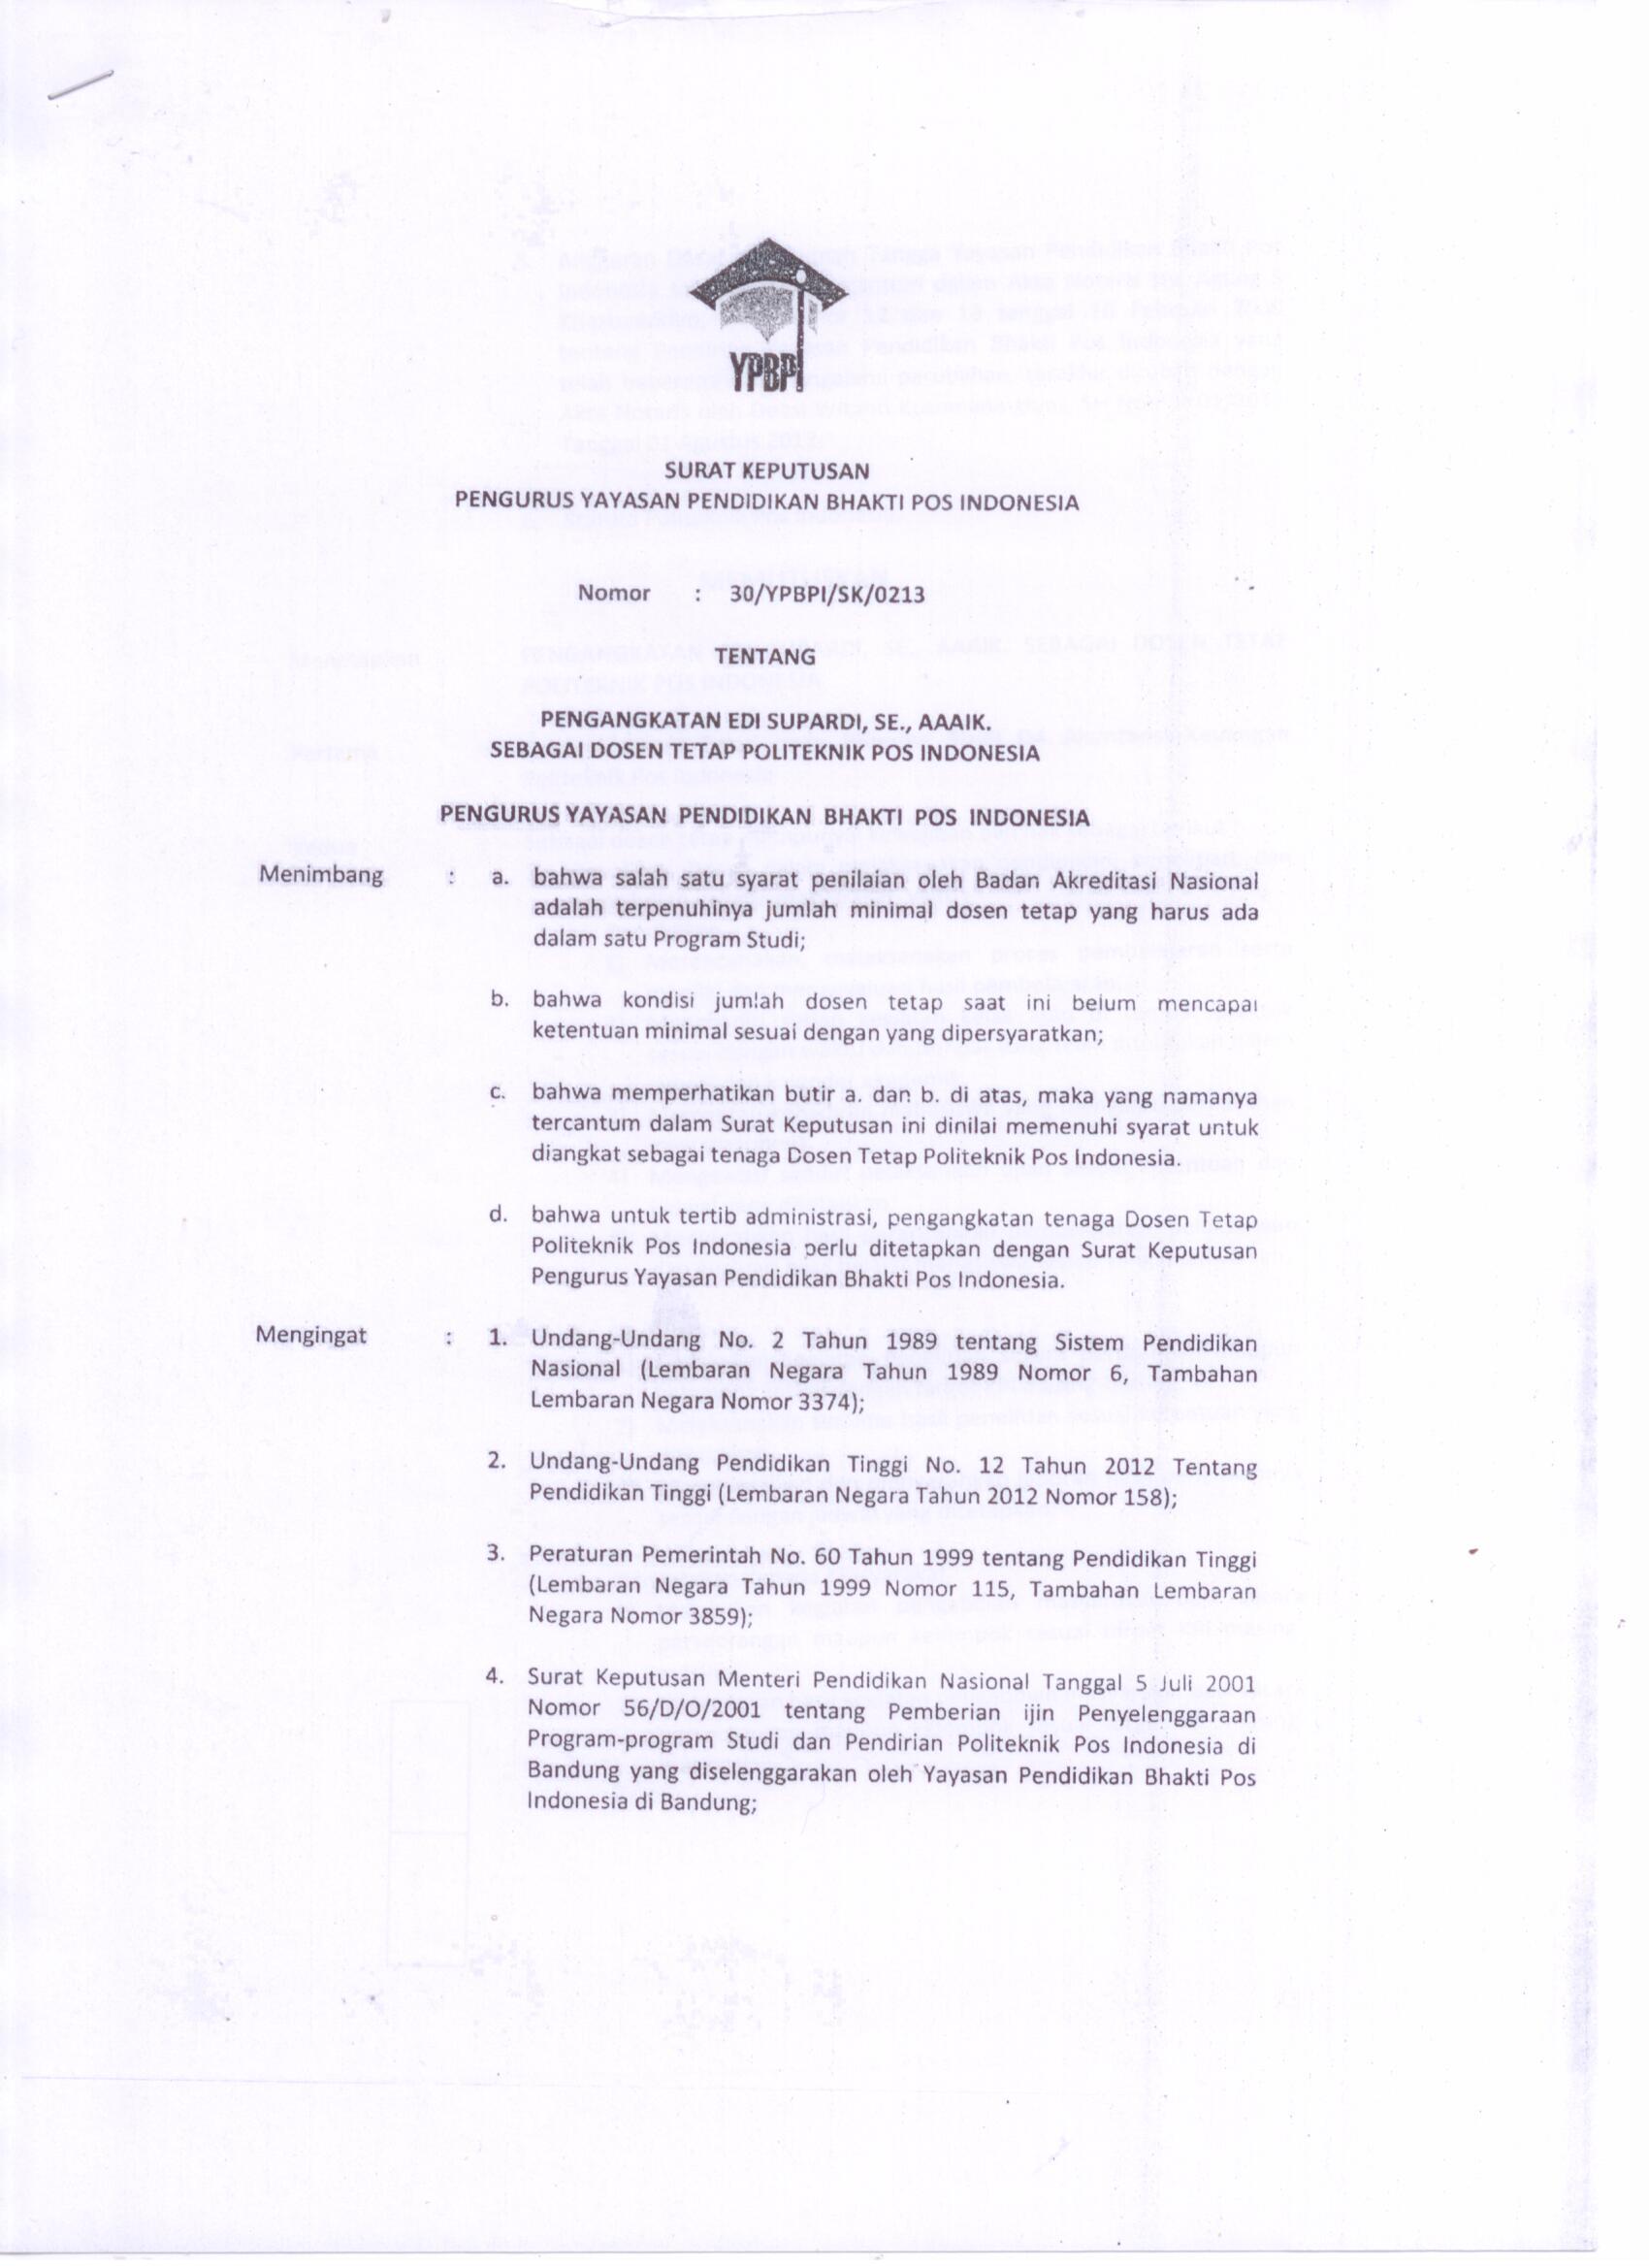 YPBPI
SURAT KEPUTUSAN
PENGURUS YAYASAN PENDIDIKAN BHAKTI POS INDONESIA
Nomor : 30/YPBPI/SK/0213
TENTANG
PENGANGKATAN EDI SUPARDI, SE., AAAIK.
SEBAGAI DOSEN TETAP POLITEKNIK POS INDONESIA
PENGURUS YAYASAN PENDIDIKAN BHAKTI POS INDONESIA
Menimbang : a. bahwa salah satu syarat penilaian oleh Badan Akreditasi Nasional
adalah terpenuhinya jumlah minimal dosen tetap yang harus ada
dalam satu Program Studi;
b. bahwa kondisi jumlah dosen tetap saat ini belum mencapai
ketentuan minimal sesuai dengan yang dipersyaratkan;
c. bahwa memperhatikan butir a. dan b. di atas, maka yang namanya
tercantum dalam Surat Keputusan ini dinilai memenuhi syarat untuk
diangkat sebagai tenaga Dosen Tetap Politeknik Pos Indonesia.
d. bahwa untuk tertib administrasi, pengangkatan tenaga Dosen Tetap
Politeknik Pos Indonesia perlu ditetapkan dengan Surat Keputusan
Pengurus Yayasan Pendidikan Bhakti Pos Indonesia.
Mengingat : 1. Undang-Undang No. 2 Tahun 1989 tentang Sistem Pendidikan
Nasional (Lembaran Negara Tahun 1989 Nomor 6, Tambahan
Lembaran Negara Nomor 3374);
2. Undang-Undang Pendidikan Tinggi No. 12 Tahun 2012 Tentang
Pendidikan Tinggi (Lembaran Negara Tahun 2012 Nomor 158);
3. Peraturan Pemerintah No. 60 Tahun 1999 tentang Pendidikan Tinggi
(Lembaran Negara Tahun 1999 Nomor 115, Tambahan Lembaran
Negara Nomor 3859);
4. Surat Keputusan Menteri Pendidikan Nasional Tanggal 5 Juli 2001
Nomor 56/D/O/2001 tentang Pemberian ijin Penyelenggaraan
Program-program Studi dan Pendirian Politeknik Pos Indonesia di
Bandung yang diselenggarakan oleh Yayasan Pendidikan Bhakti Pos
Indonesia di Bandung;